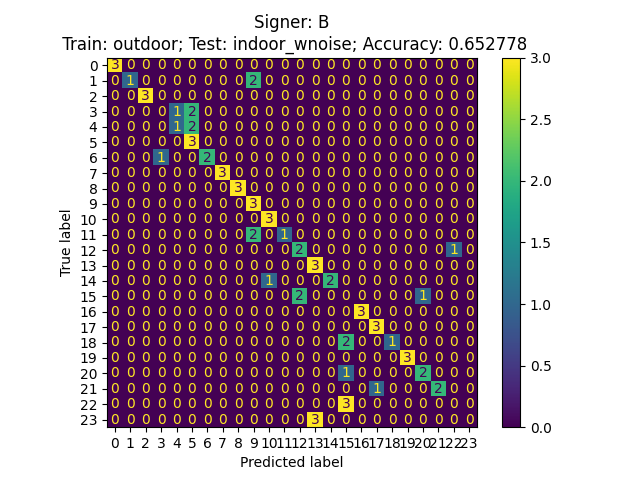 Signer: B
Train: outdoor; Test: indoor_wnoise; Accuracy: 0.652778
True label
0 3 0 0 0 0 0 0 0 0 0 0 0 0 0 0 0 0 0 0 0 0 0 0 0
1 0 1 0 0 0 0 0 0 0 2 0 0 0 0 0 0 0 0 0 0 0 0 0 0
2 0 0 3 0 0 0 0 0 0 0 0 0 0 0 0 0 0 0 0 0 0 0 0 0
3 0 0 0 0 1 2 0 0 0 0 0 0 0 0 0 0 0 0 0 0 0 0 0 0
4 0 0 0 0 1 2 0 0 0 0 0 0 0 0 0 0 0 0 0 0 0 0 0 0
5 0 0 0 0 0 3 0 0 0 0 0 0 0 0 0 0 0 0 0 0 0 0 0 0
6 0 0 0 1 0 0 2 0 0 0 0 0 0 0 0 0 0 0 0 0 0 0 0 0
7 0 0 0 0 0 0 0 3 0 0 0 0 0 0 0 0 0 0 0 0 0 0 0 0
8 0 0 0 0 0 0 0 0 3 0 0 0 0 0 0 0 0 0 0 0 0 0 0 0
9 0 0 0 0 0 0 0 0 0 3 0 0 0 0 0 0 0 0 0 0 0 0 0 0
10 0 0 0 0 0 0 0 0 0 0 3 0 0 0 0 0 0 0 0 0 0 0 0 0
11 0 0 0 0 0 0 0 0 0 2 0 1 0 0 0 0 0 0 0 0 0 0 0 0
12 0 0 0 0 0 0 0 0 0 0 0 0 2 0 0 0 0 0 0 0 0 0 1 0
13 0 0 0 0 0 0 0 0 0 0 0 0 0 3 0 0 0 0 0 0 0 0 0 0
14 0 0 0 0 0 0 0 0 0 0 1 0 0 0 2 0 0 0 0 0 0 0 0 0
15 0 0 0 0 0 0 0 0 0 0 0 0 2 0 0 0 0 0 0 0 1 0 0 0
16 0 0 0 0 0 0 0 0 0 0 0 0 0 0 0 0 3 0 0 0 0 0 0 0
17 0 0 0 0 0 0 0 0 0 0 0 0 0 0 0 0 0 3 0 0 0 0 0 0
18 0 0 0 0 0 0 0 0 0 0 0 0 0 0 0 2 0 0 1 0 0 0 0 0
19 0 0 0 0 0 0 0 0 0 0 0 0 0 0 0 0 0 0 0 3 0 0 0 0
20 0 0 0 0 0 0 0 0 0 0 0 0 0 0 0 1 0 0 0 0 2 0 0 0
21 0 0 0 0 0 0 0 0 0 0 0 0 0 0 0 0 0 1 0 0 0 2 0 0
22 0 0 0 0 0 0 0 0 0 0 0 0 0 0 0 3 0 0 0 0 0 0 0 0
23 0 0 0 0 0 0 0 0 0 0 0 0 0 3 0 0 0 0 0 0 0 0 0 0
0 1 2 3 4 5 6 7 8 9 10 11 12 13 14 15 16 17 18 19 20 21 22 23
Predicted label
3.0
2.5
2.0
1.5
1.0
0.5
0.0